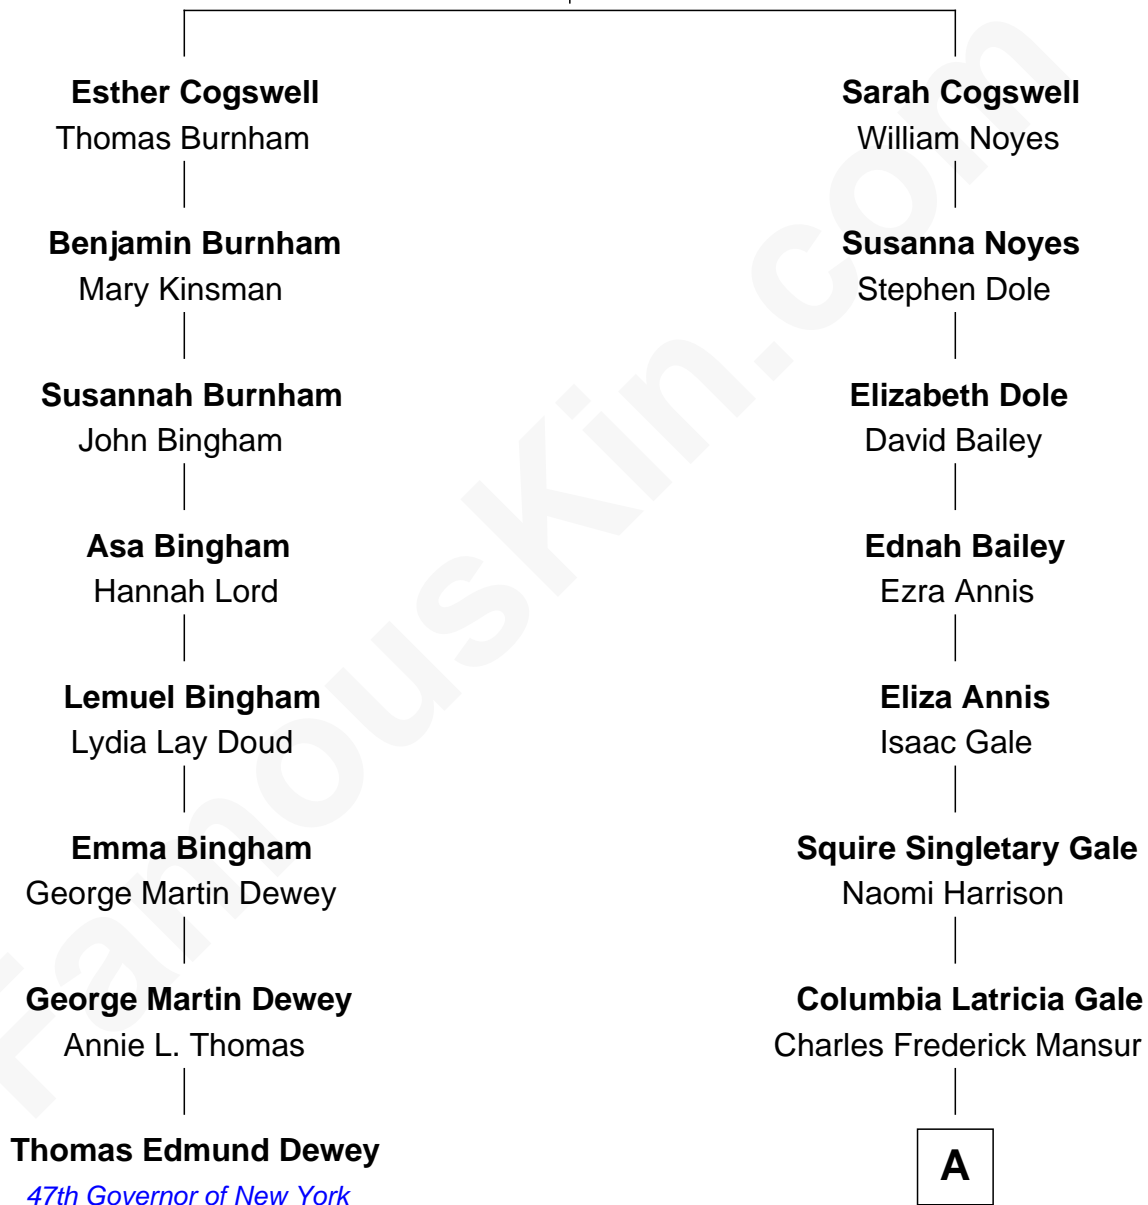 Esther Cogswell
Thomas Burnham
Benjamin Burnham
Mary Kinsman
Susannah Burnham
John Bingham
Asa Bingham
Hannah Lord
Lemuel Bingham
Lydia Lay Doud
Emma Bingham
George Martin Dewey
George Martin Dewey
Annie L. Thomas
Thomas Edmund Dewey
47th Governor of New York
Sarah Cogswell
William Noyes
Susanna Noyes
Stephen Dole
Elizabeth Dole
David Bailey
Ednah Bailey
Ezra Annis
Eliza Annis
Isaac Gale
Squire Singletary Gale
Naomi Harrison
Columbia Latricia Gale
Charles Frederick Mansur
A
FamousKin.com